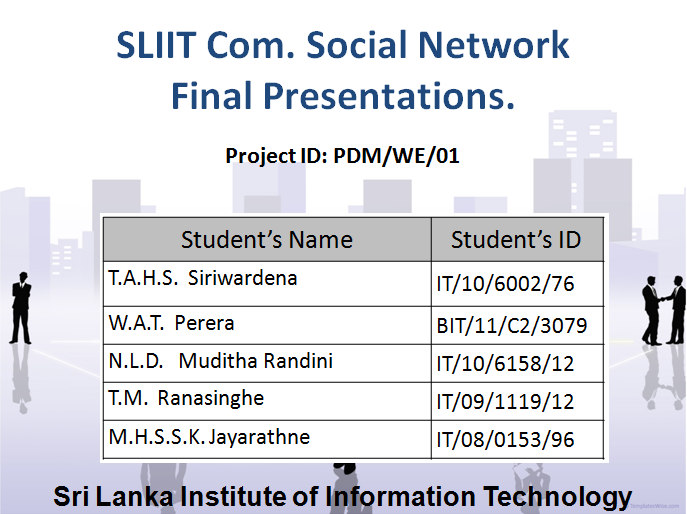 SLIIT Com. Social Network
Final Presentations.
Project ID: PDM/WE/01
Student’s Name Student’s ID
T.A.H.S. Siriwardena IT/10/6002/76
W.A.T. Perera BIT/11/C2/3079
N.L.D. Muditha Randini IT/10/6158/12
T.M. Ranasinghe IT/09/1119/12
M.H.S.S.K. Jayarathne IT/08/0153/96
Sri Lanka Institute of Information Technology